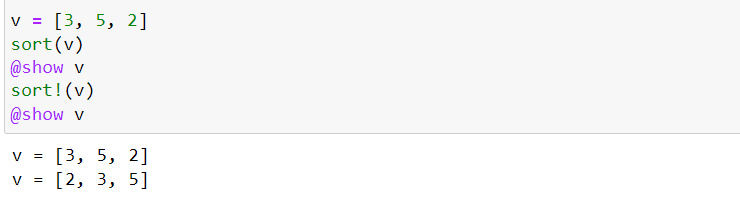 v = [3, 5, 2]
sort(v)
@show v
sort!(v)
@show v
v = [3, 5, 2]
v = [2, 3, 5]